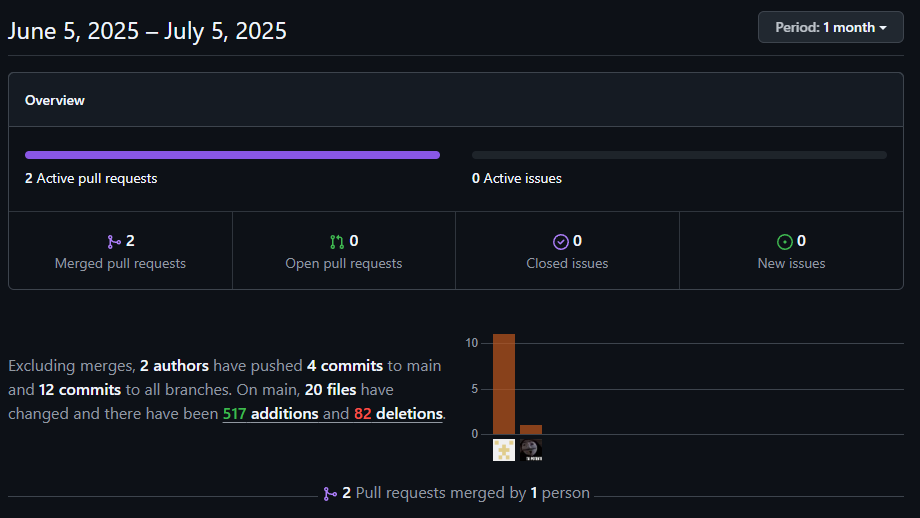 June 5, 2025 – July 5, 2025
Period: 1 month
Overview
2 Active pull requests
0 Active issues
2
Merged pull requests
0
Open pull requests
0
Closed issues
0
New issues
Excluding merges, 2 authors have pushed 4 commits to main
and 12 commits to all branches. On main, 20 files have
changed and there have been 517 additions and 82 deletions.
10
5
0
2 Pull requests merged by 1 person